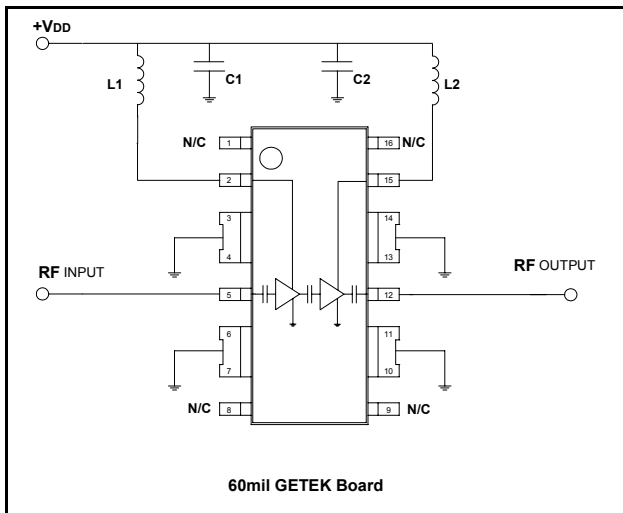 +VDD
L1
C1
C2
L2
N/C
1
16
N/C
2
15
3
14
4
13
RF INPUT
RF OUTPUT
5
12
6
11
7
10
N/C
8
9
N/C
60mil GETEK Board